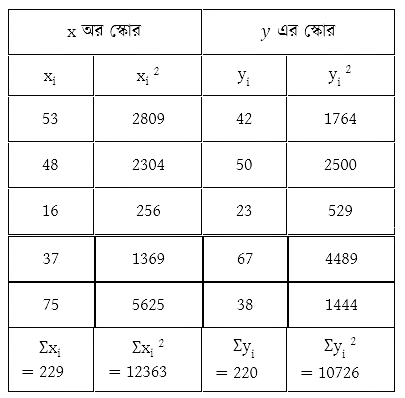 x অর স্কোর y এর স্কোর
xi xi 2 yi yi 2
53 2809 42 1764
48 2304 50 2500
16 256 23 529
37 1369 67 4489
75 5625 38 1444
Σxi Σxi 2 Σyi Σyi 2
= 229 = 12363 = 220 = 10726